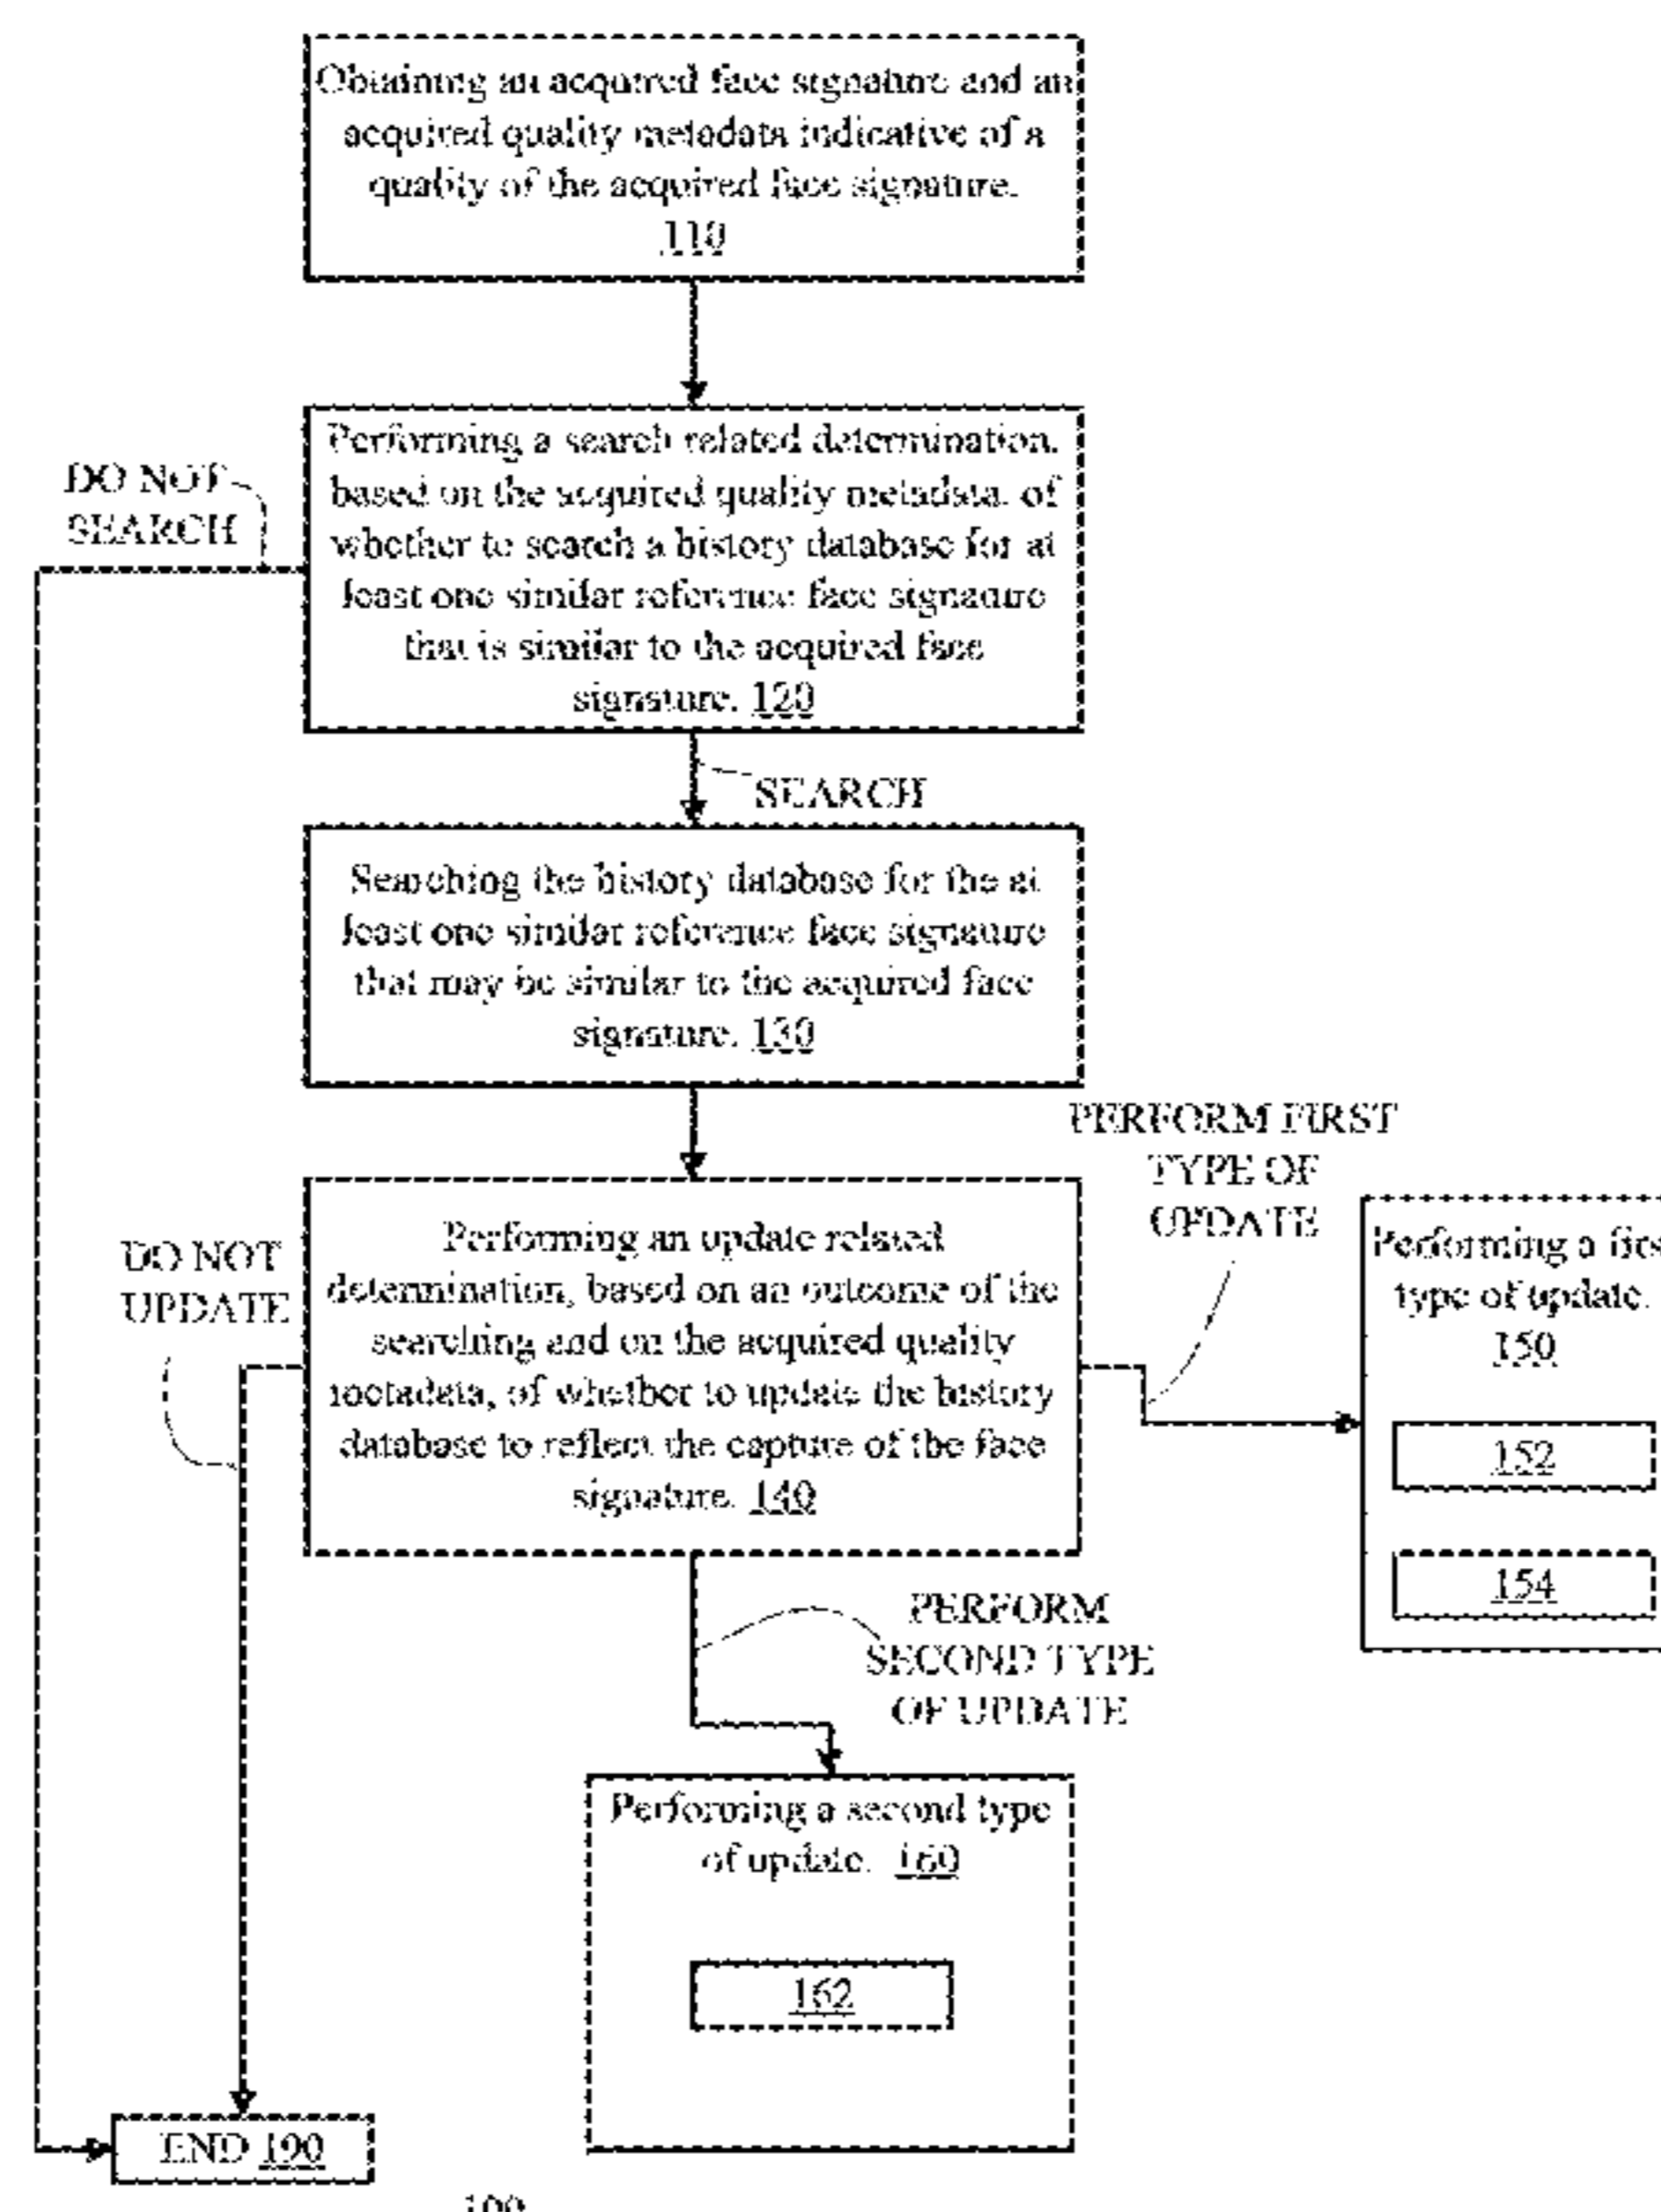 Obtaining an acquired face signature and an
acquired quality metadata indicative of a
quality of the acquired face signature.
110
Performing a search related determination,
based on the acquired quality metadata, of
whether to search a history database for at
least one similar reference face signature
that is similar to the acquired face
signature. 120
DO NOT
SEARCH
SEARCH
Searching the history database for the at
least one similar reference face signature
that may be similar to the acquired face
signature. 130
PERFORM FIRST
TYPE OF
UPDATE
Performing an update related
determination, based on an outcome of the
searching and on the acquired quality
metadata, of whether to update the history
database to reflect the capture of the face
signature. 140
DO NOT
UPDATE
Performing a firs
type of update.
150
152
154
PERFORM
SECOND TYPE
OF UPDATE
Performing a second type
of update. 160
162
END 190
100